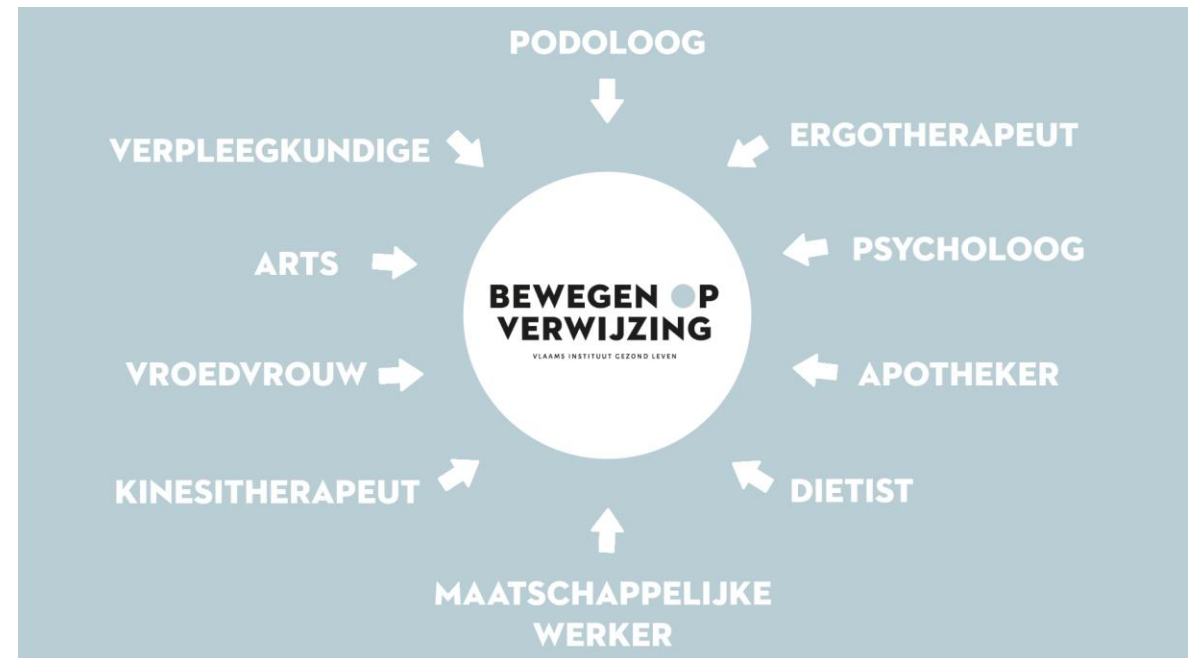 PODOLOOG
VERPLEEGKUNDIGE
ERGOTHERAPEUT
ARTS
PSYCHOLOOG
BEWEGEN OP
VERWIJZING
VLAAMS INSTITUUT GEZOND LEVEN
VROEDVROUW
APOTHEKER
KINESITHERAPEUT
DIETIST
MAATSCHAPPELIJKE
WERKER